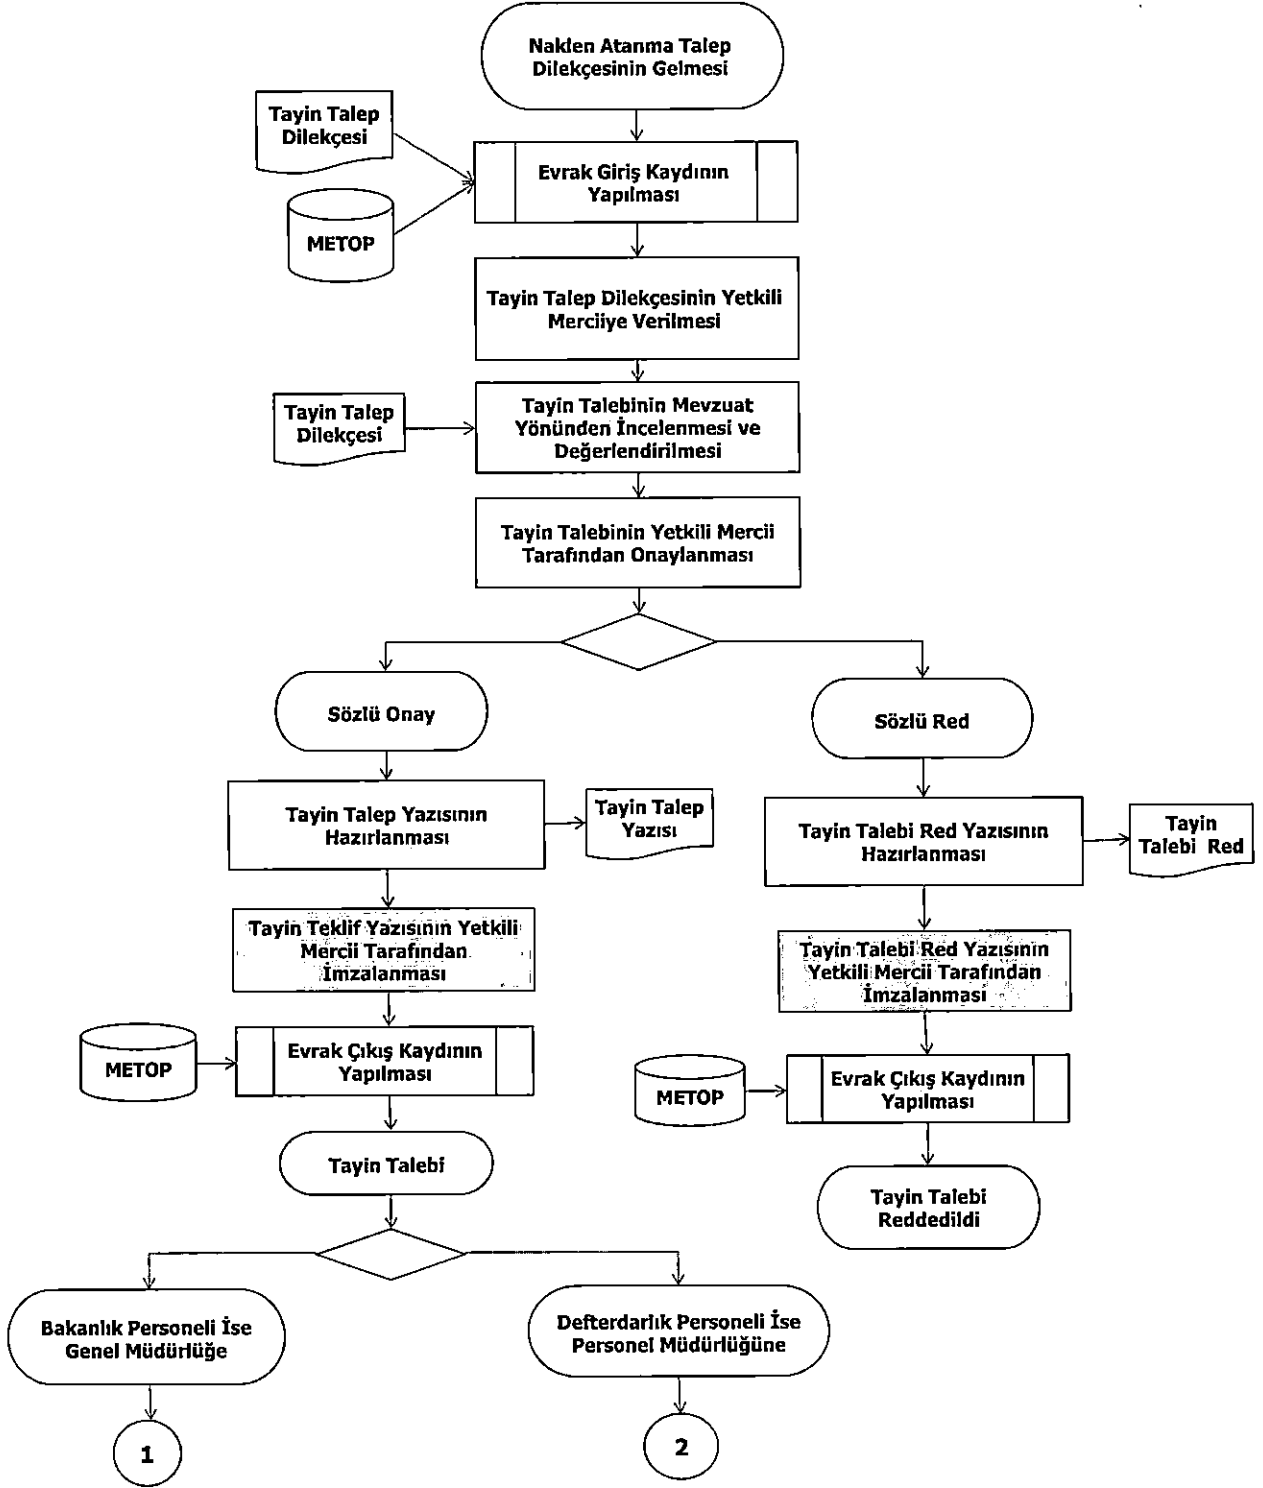 Naklen Atanma Talep
Dilekçesinin Gelmesi
Tayin Talep
Dilekçesi
Evrak Giriş Kaydının
Yapılması
METOP
Tayin Talep Dilekçesinin Yetkili
Merciiye Verilmesi
Tayin Talep
Dilekçesi
Tayin Talebinin Mevzuat
Yönünden İncelenmesi ve
Değerlendirilmesi
Tayin Talebinin Yetkili Mercii
Tarafından Onaylanması
Sözlü Onay
Sözlü Red
Tayin Talep Yazısının
Hazırlanması
Tayin Talep
Yazısı
Tayin Talebi Red Yazısının
Hazırlanması
Tayin
Talebi Red
Tayin Teklif Yazısının Yetkili
Mercii Tarafından
İmzalanması
Tayin Talebi Red Yazısının
Yetkili Mercii Tarafından
İmzalanması
METOP
Evrak Çıkış Kaydının
Yapılması
METOP
Evrak Çıkış Kaydının
Yapılması
Tayin Talebi
Tayin Talebi
Reddedildi
Bakanlık Personeli İse
Genel Müdürlüğe
Defterdarlık Personeli İse
Personel Müdürlüğüne
1
2